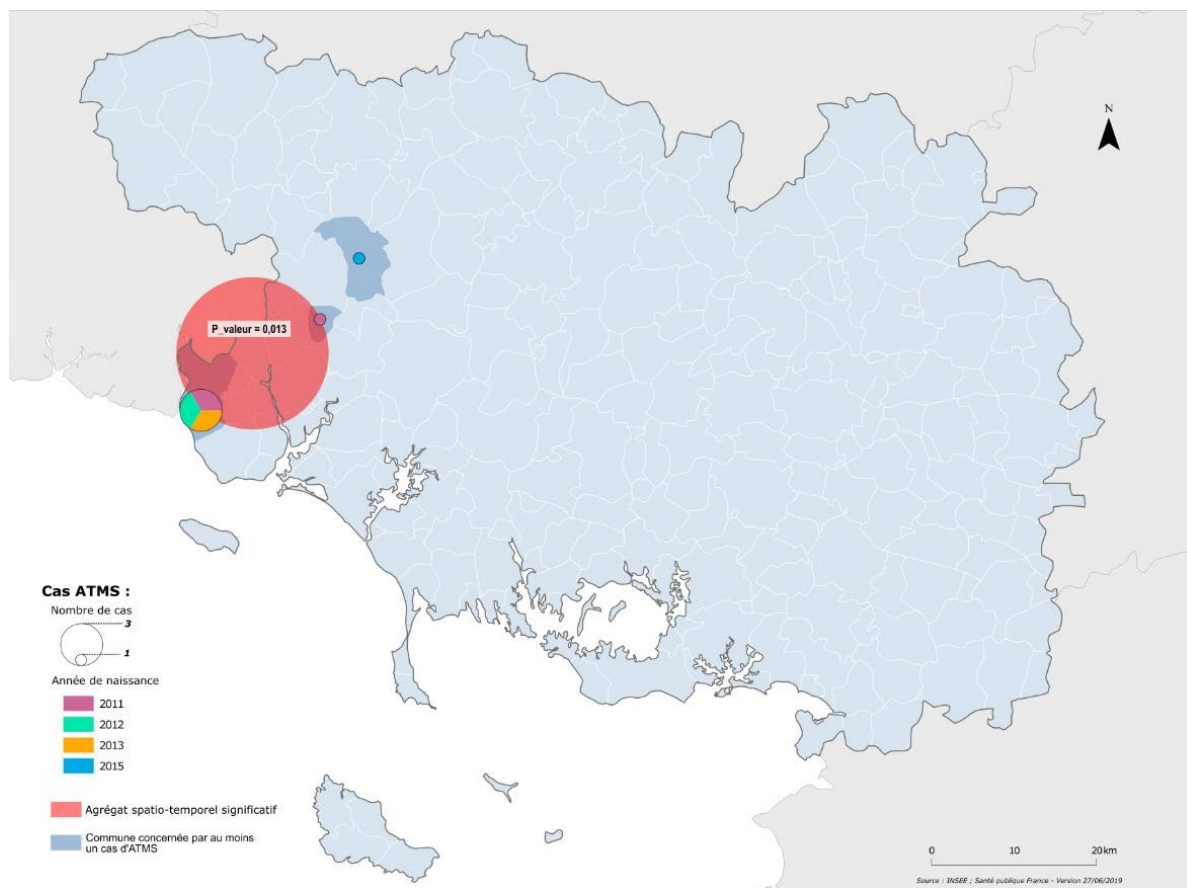 N
P_valeur = 0,013
Cas ATMS :
Nombre de cas
3
1
Année de naissance
2011
2012
2013
2015
Agrégat spatio-temporel significatif
Commune concernée par au moins
un cas d'ATMS
0 10 20km
Source : INSEE ; Santé publique France - Version 27/06/2019